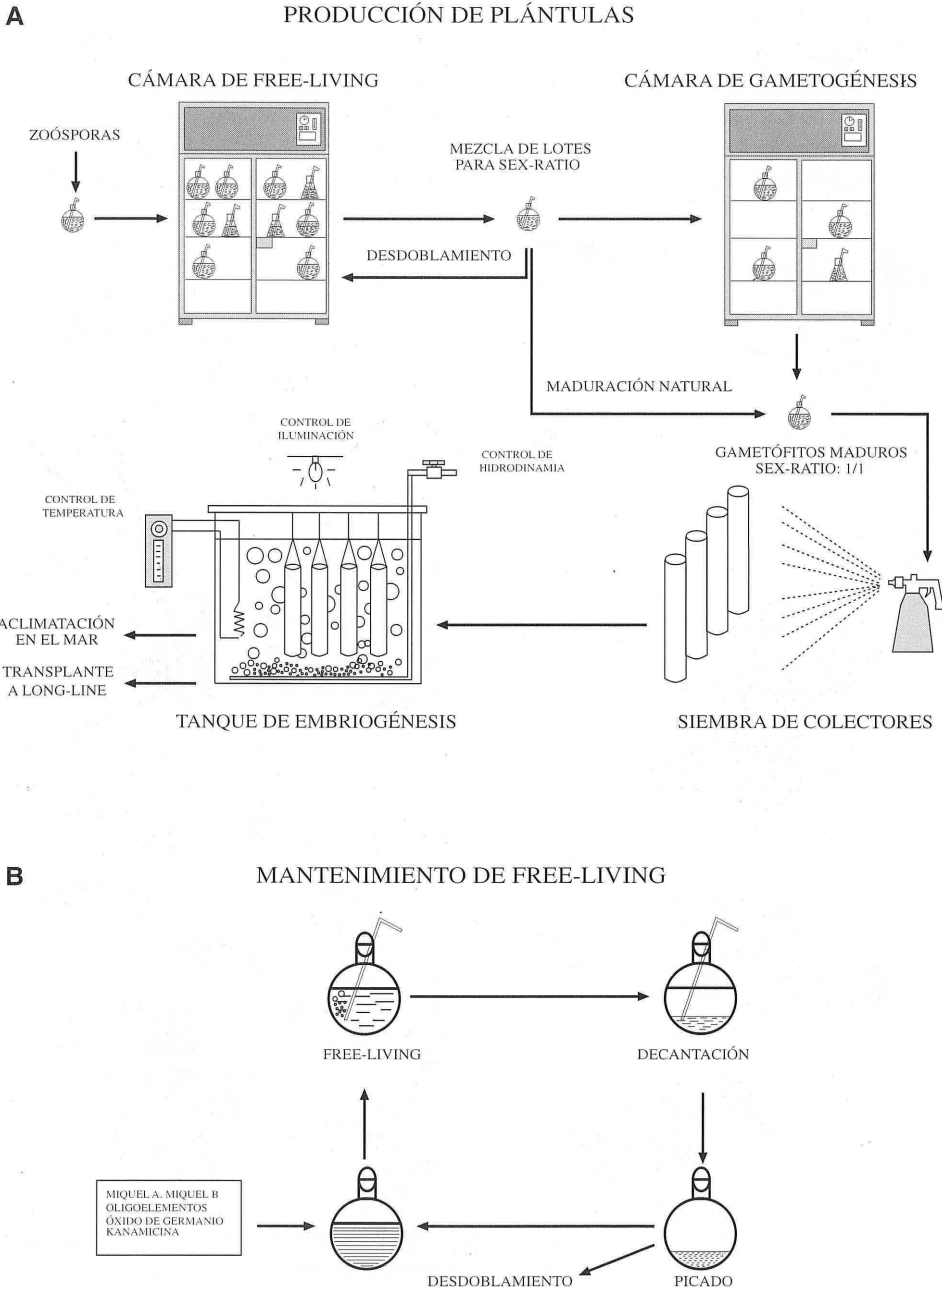 A
PRODUCCIÓN DE PLÁNTULAS
CÁMARA DE FREE-LIVING
CÁMARA DE GAMETOGÉNESIS
ZOÓSPORAS
MEZCLA DE LOTES
PARA SEX-RATIO
DESDOBLAMIENTO
MADURACIÓN NATURAL
GAMETÓFITOS MADUROS
SEX-RATIO: 1/1
CONTROL DE
ILUMINACIÓN
CONTROL DE
HIDRODINAMIA
CONTROL DE
TEMPERATURA
ACLIMATACIÓN
EN EL MAR
TRANSPLANTE
A LONG-LINE
TANQUE DE EMBRIOGÉNESIS
SIEMBRA DE COLECTORES
B
MANTENIMIENTO DE FREE-LIVING
FREE-LIVING
DECANTACIÓN
MIQUEL A. MIQUEL B
OLIGOELEMENTOS
ÓXIDO DE GERMANIO
KANAMICINA
DESDOBLAMIENTO
PICADO